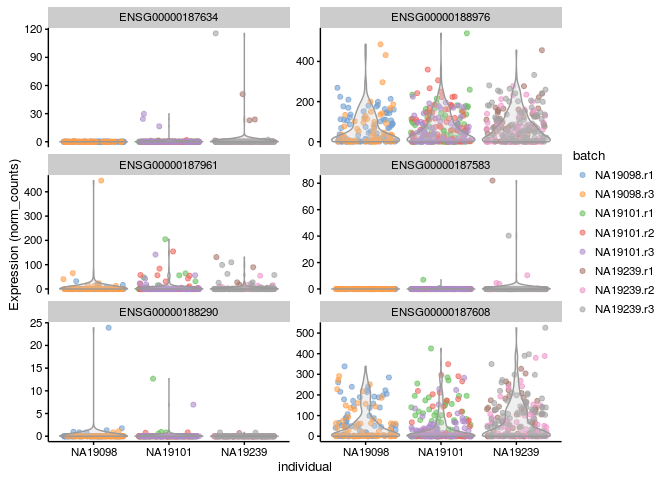 ENSG00000187634
ENSG00000188976
120
90
60
30
0
400
200
0
ENSG00000187961
ENSG00000187583
400
300
200
100
0
80
60
40
20
0
ENSG00000188290
ENSG00000187608
25
20
15
10
5
0
500
400
300
200
100
0
NA19098 NA19101 NA19239
NA19098 NA19101 NA19239
individual
Expression (norm_counts)
batch
NA19098.r1
NA19098.r3
NA19101.r1
NA19101.r2
NA19101.r3
NA19239.r1
NA19239.r2
NA19239.r3